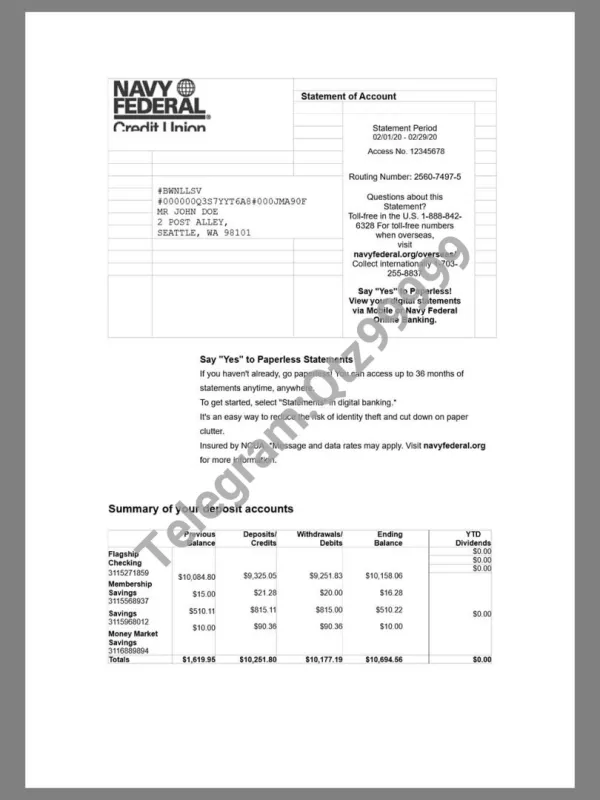 NAVY
FEDERAL
Credit Union
Statement of Account
Statement Period
02/01/20 - 02/29/20
Access No. 12345678
Routing Number: 2560-7497-5
Questions about this
Statement?
Toll-free in the U.S. 1-888-842-
6328 For toll-free numbers
when overseas,
visit
navyfederal.org/overseas/
Collect internationally 1-703-
255-8837
Say "Yes" to Paperless!
View your digital statements
via Mobile or Navy Federal
Online Banking.
#BWNLLSV
#000000Q3S7YYT6A8#000JMA90F
MR JOHN DOE
2 POST ALLEY,
SEATTLE, WA 98101
Say "Yes" to Paperless Statements
If you haven't already, go paperless! You can access up to 36 months of
statements anytime, anywhere.
To get started, select "Statements" in digital banking.*
It's an easy way to reduce the risk of identity theft and cut down on paper
clutter.
Insured by NCUA. *Message and data rates may apply. Visit navyfederal.org
for more information.
Summary of your deposit accounts
Previous Deposits/ Withdrawals/ Ending YTD
Balance Credits Debits Balance Dividends
Flagship $0.00
Checking $0.00
3115271859 $10,084.80 $9,325.05 $9,251.83 $10,158.06 $0.00
Membership
Savings $15.00 $21.28 $20.00 $16.28
3115568937
Savings $510.11 $815.11 $815.00 $510.22 $0.00
3115968012
Money Market $10.00 $90.36 $90.36 $10.00
Savings
3116889894
Totals $1,619.95 $10,251.80 $10,177.19 $10,694.56 $0.00
Telegram:Qtz99999